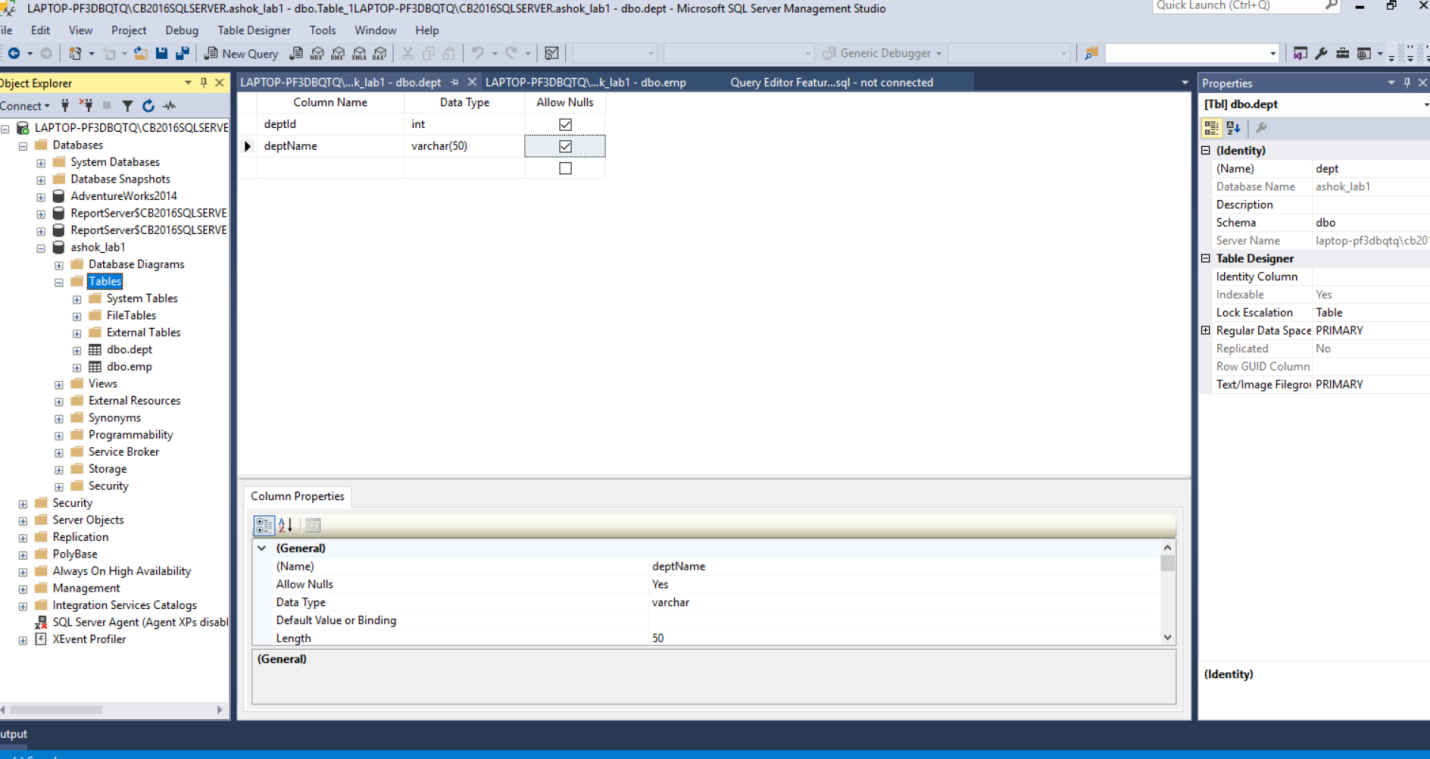 LAPTOP-PF3DBQTQ\CB2016SQLSERVER.ashok_lab1 - dbo.Table_1LAPTOP-PF3DBQTQ\CB2016SQLSERVER.ashok_lab1 - dbo.dept - Microsoft SQL Server Management Studio
Quick Launch (Ctrl+Q)
ile Edit View Project Debug Table Designer Tools Window Help
New Query
MDX DMX XMLA DAX
Generic Debugger
Object Explorer
Connect
LAPTOP-PF3DBQTQ\CB2016SQLSERVE
Databases
System Databases
Database Snapshots
AdventureWorks2014
ReportServer$CB2016SQLSERVE
ReportServer$CB2016SQLSERVE
ashok_lab1
Database Diagrams
Tables
System Tables
FileTables
External Tables
dbo.dept
dbo.emp
Views
External Resources
Synonyms
Programmability
Service Broker
Storage
Security
Security
Server Objects
Replication
PolyBase
Always On High Availability
Management
Integration Services Catalogs
SQL Server Agent (Agent XPs disabl
XEvent Profiler
LAPTOP-PF3DBQTQ\...k_lab1 - dbo.dept
LAPTOP-PF3DBQTQ\...k_lab1 - dbo.emp
Query Editor Featur...sql - not connected
Column Name Data Type Allow Nulls
deptId int
deptName varchar(50)
Column Properties
(General)
(Name) deptName
Allow Nulls Yes
Data Type varchar
Default Value or Binding
Length 50
(General)
Properties
[Tbl] dbo.dept
(Identity)
(Name) dept
Database Name ashok_lab1
Description
Schema dbo
Server Name laptop-pf3dbqtq\cb201
Table Designer
Identity Column
Indexable Yes
Lock Escalation Table
Regular Data Space PRIMARY
Replicated No
Row GUID Column
Text/Image Filegrou PRIMARY
(Identity)
utput